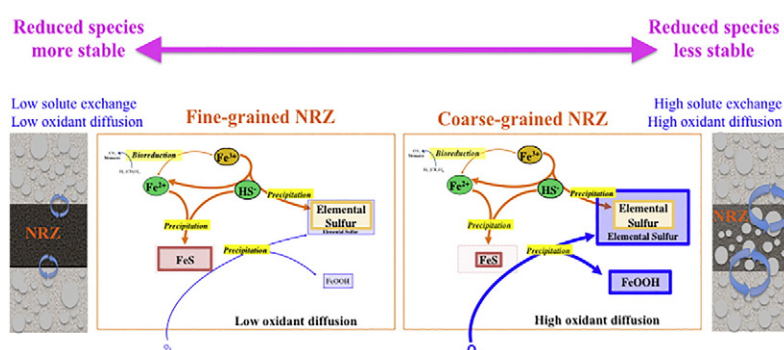 Reduced species
more stable
Reduced species
less stable
Low solute exchange
Low oxidant diffusion
Fine-grained NRZ
Coarse-grained NRZ
High solute exchange
High oxidant diffusion
NRZ
Bioreduction
Fe3+
Fe2+
HS-
Precipitation
Precipitation
Elemental
Sulfur
Elemental Sulfur
Precipitation
FeS
FeOOH
Low oxidant diffusion
Bioreduction
Fe3+
Fe2+
HS-
Precipitation
Precipitation
Elemental
Sulfur
Elemental Sulfur
Precipitation
FeS
FeOOH
High oxidant diffusion
NRZ